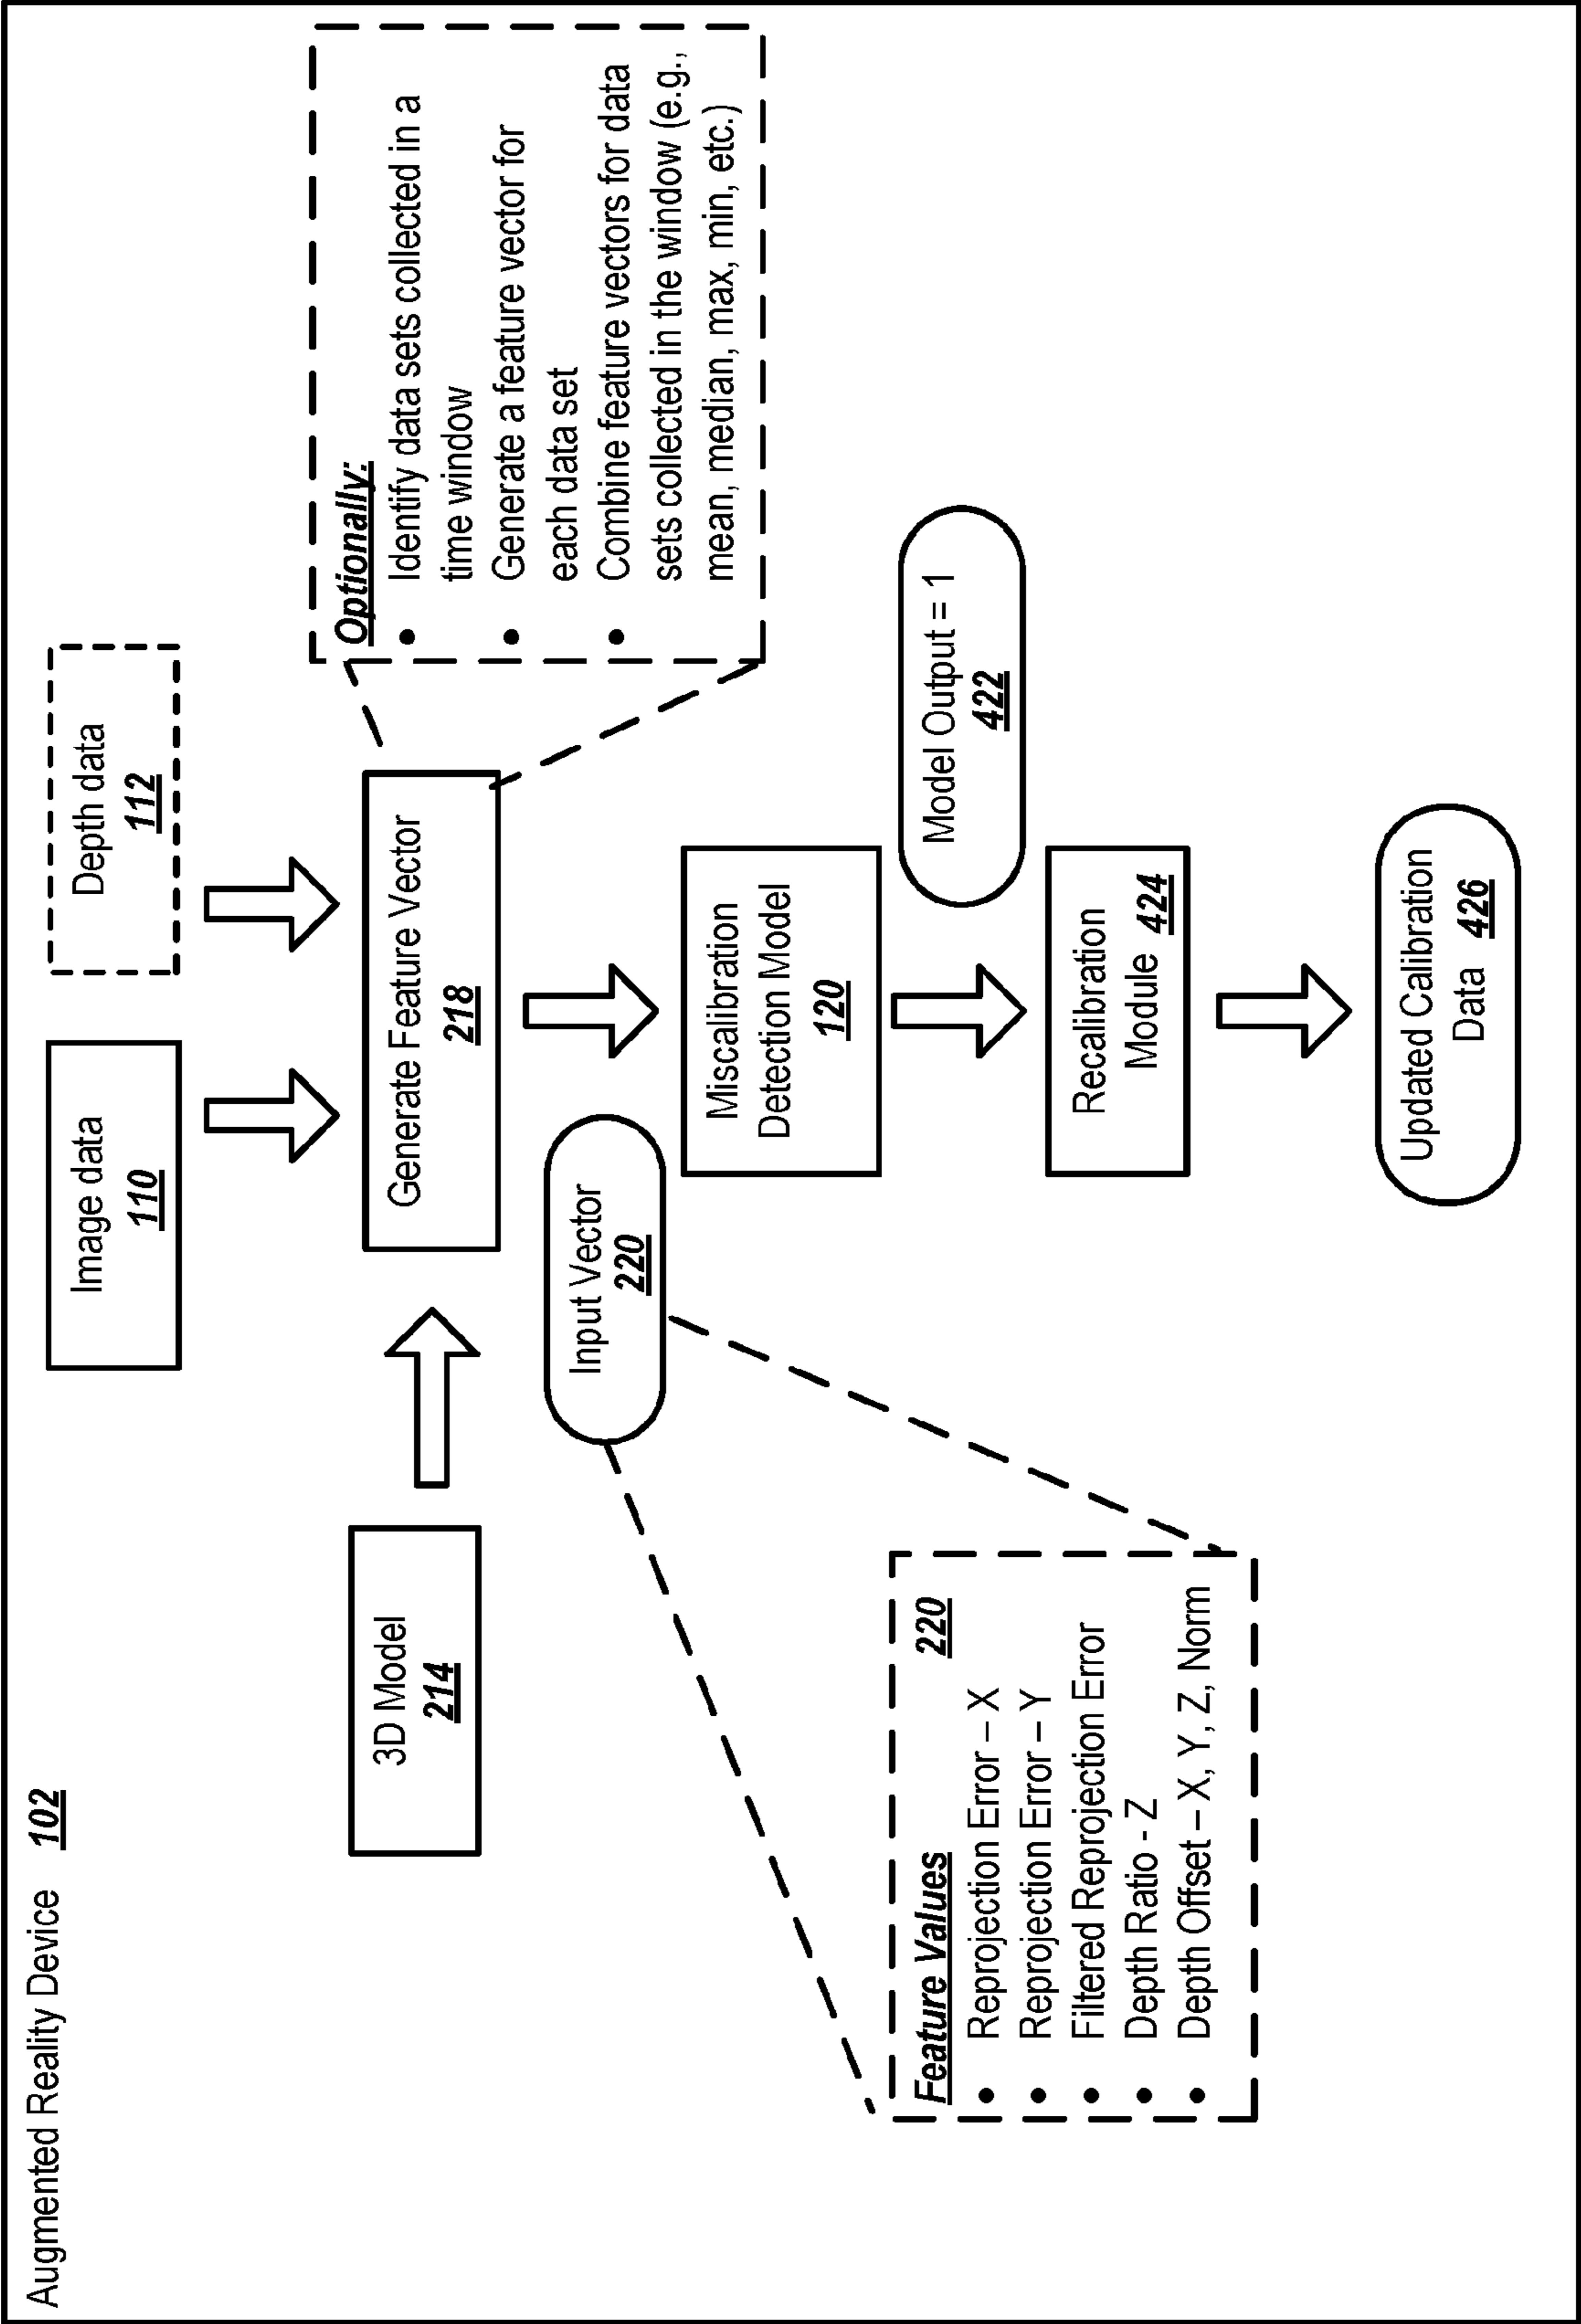 Augmented Reality Device 102
Image data
110
Depth data
112
3D Model
214
Generate Feature Vector
218
Optionally:
• Identify data sets collected in a
time window
• Generate a feature vector for
each data set
• Combine feature vectors for data
sets collected in the window (e.g.,
mean, median, max, min, etc.)
Input Vector
220
Miscalibration
Detection Model
120
Model Output = 1
422
Feature Values 220
• Reprojection Error – X
• Reprojection Error – Y
• Filtered Reprojection Error
• Depth Ratio - Z
• Depth Offset – X, Y, Z, Norm
Recalibration
Module 424
Updated Calibration
Data 426